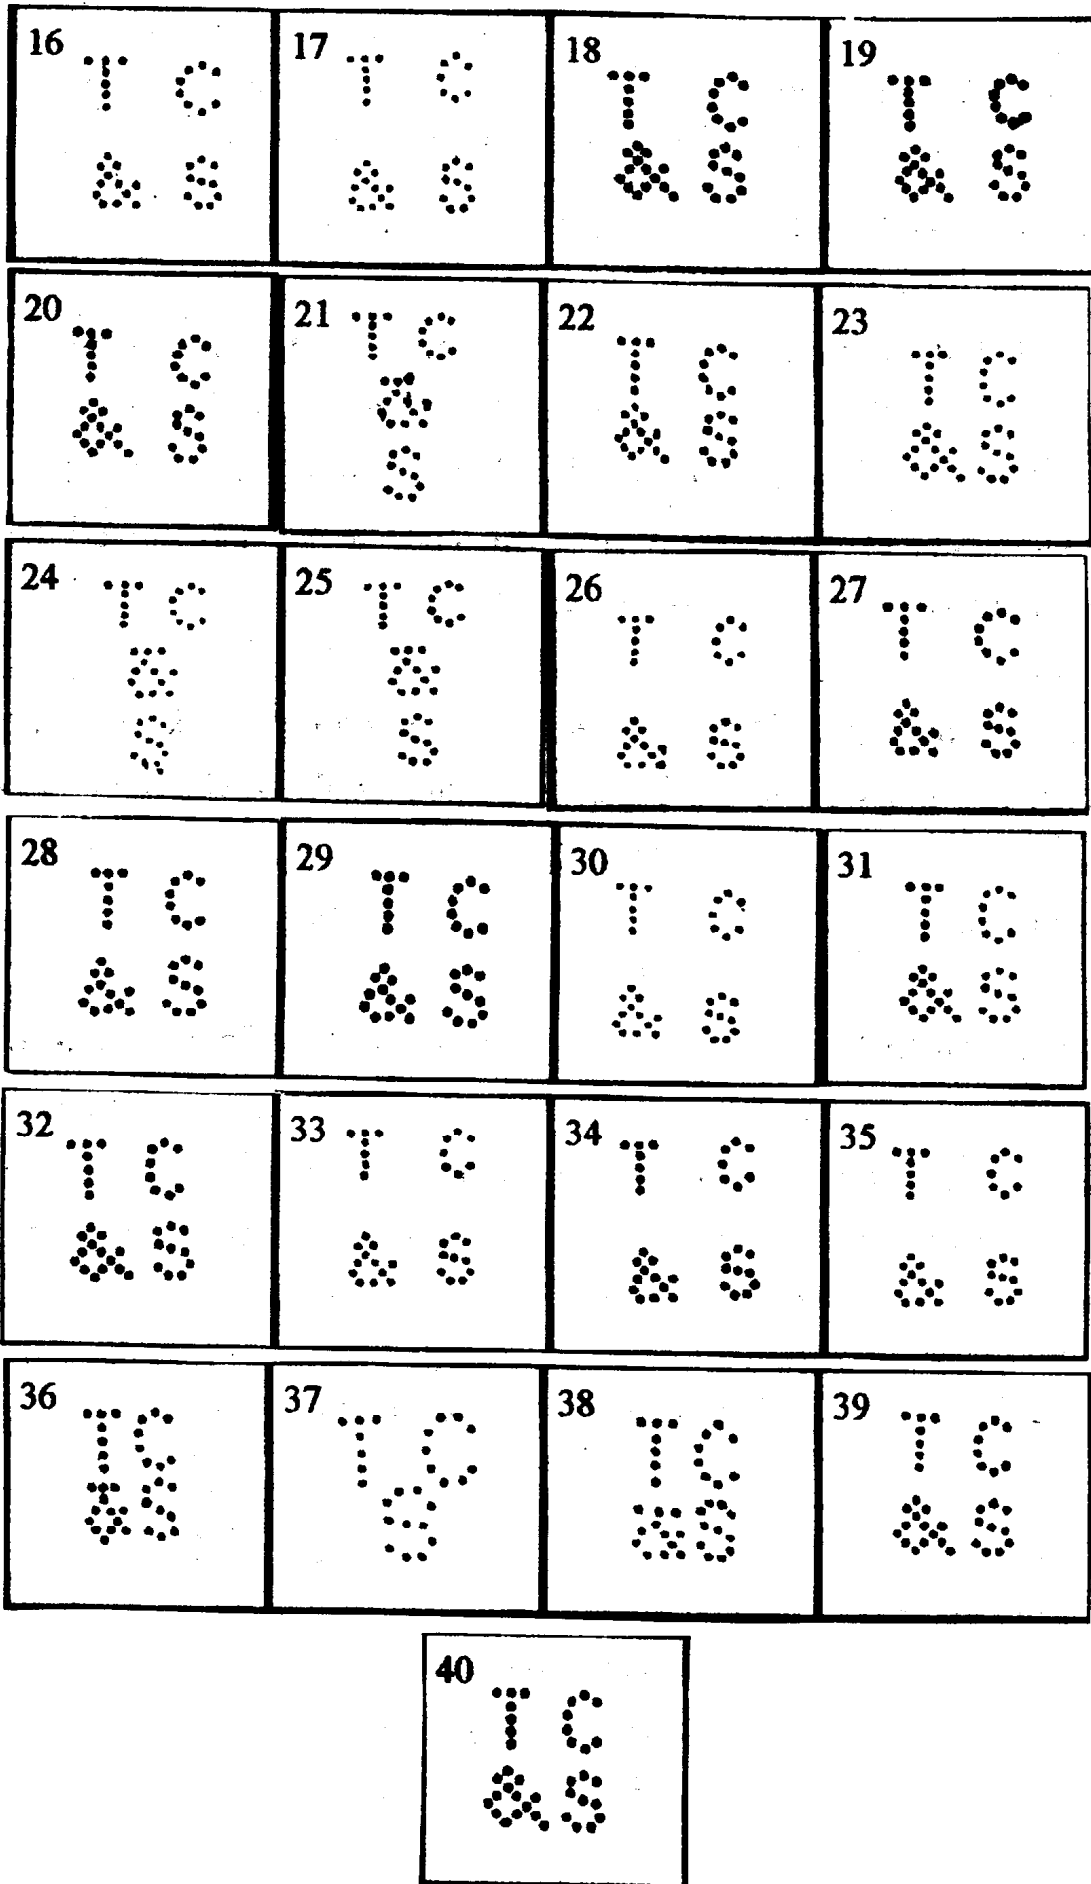 16 T C
& S
17 T C
& S
18 T C
& S
19 T C
& S
20 T C
& S
21 T C
&
S
22 T C
& S
23 T C
& S
24 T C
&
S
25 T C
&
S
26 T C
& S
27 T C
& S
28 T C
& S
29 T C
& S
30 T C
& S
31 T C
& S
32 T C
& S
33 T C
& S
34 T C
& S
35 T C
& S
36 T C
& S
37 T C
S
38 T C
& S
39 T C
& S
40 T C
& S